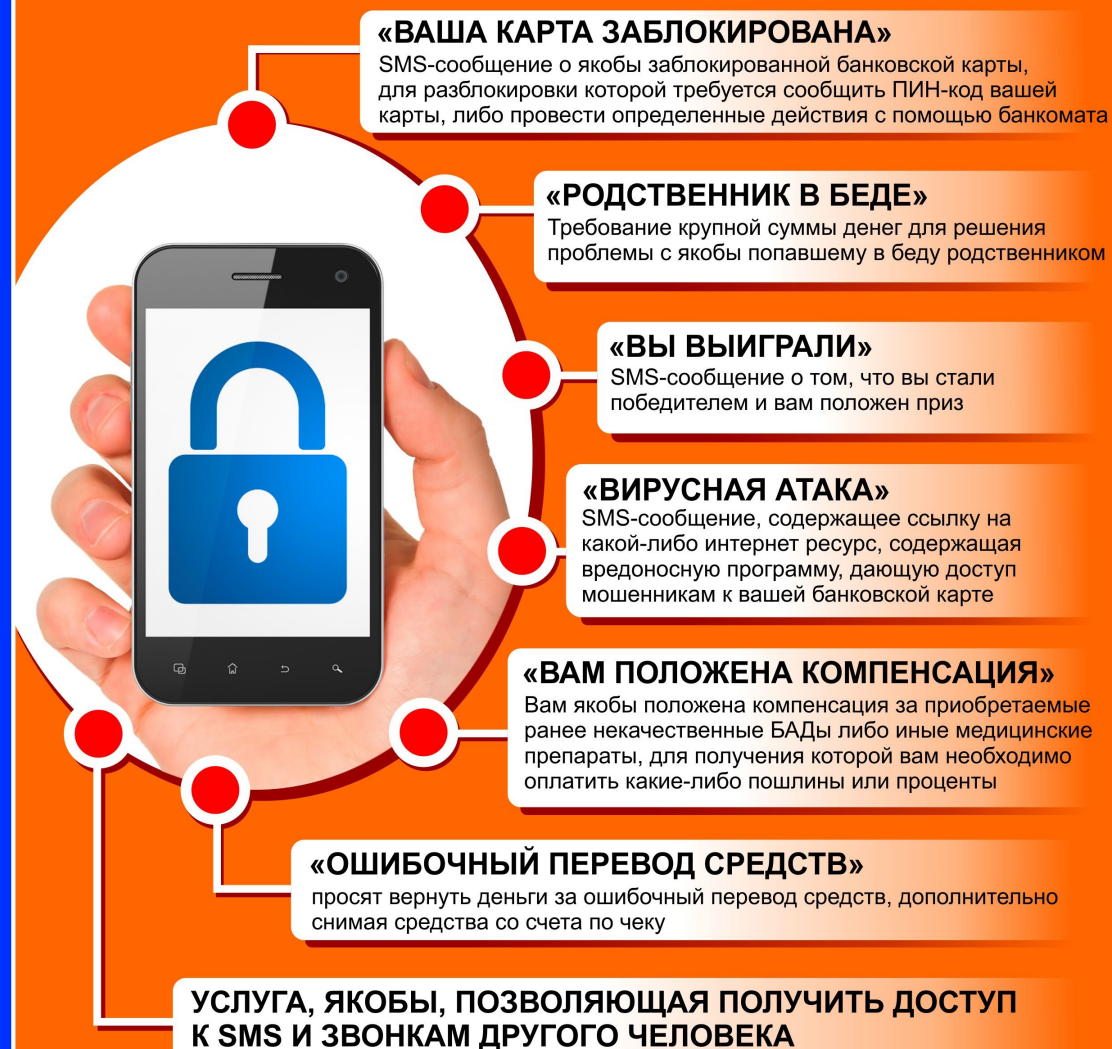 «ВАША КАРТА ЗАБЛОКИРОВАНА»
SMS-сообщение о якобы заблокированной банковской карты,
для разблокировки которой требуется сообщить ПИН-код вашей
карты, либо провести определенные действия с помощью банкомата
«РОДСТВЕННИК В БЕДЕ»
Требование крупной суммы денег для решения
проблемы с якобы попавшему в беду родственником
«ВЫ ВЫИГРАЛИ»
SMS-сообщение о том, что вы стали
победителем и вам положен приз
«ВИРУСНАЯ АТАКА»
SMS-сообщение, содержащее ссылку на
какой-либо интернет ресурс, содержащая
вредоносную программу, дающую доступ
мошенникам к вашей банковской карте
«ВАМ ПОЛОЖЕНА КОМПЕНСАЦИЯ»
Вам якобы положена компенсация за приобретаемые
ранее некачественные БАДы либо иные медицинские
препараты, для получения которой вам необходимо
оплатить какие-либо пошлины или проценты
«ОШИБОЧНЫЙ ПЕРЕВОД СРЕДСТВ»
просят вернуть деньги за ошибочный перевод средств, дополнительно
снимая средства со счета по чеку
УСЛУГА, ЯКОБЫ, ПОЗВОЛЯЮЩАЯ ПОЛУЧИТЬ ДОСТУП
К SMS И ЗВОНКАМ ДРУГОГО ЧЕЛОВЕКА